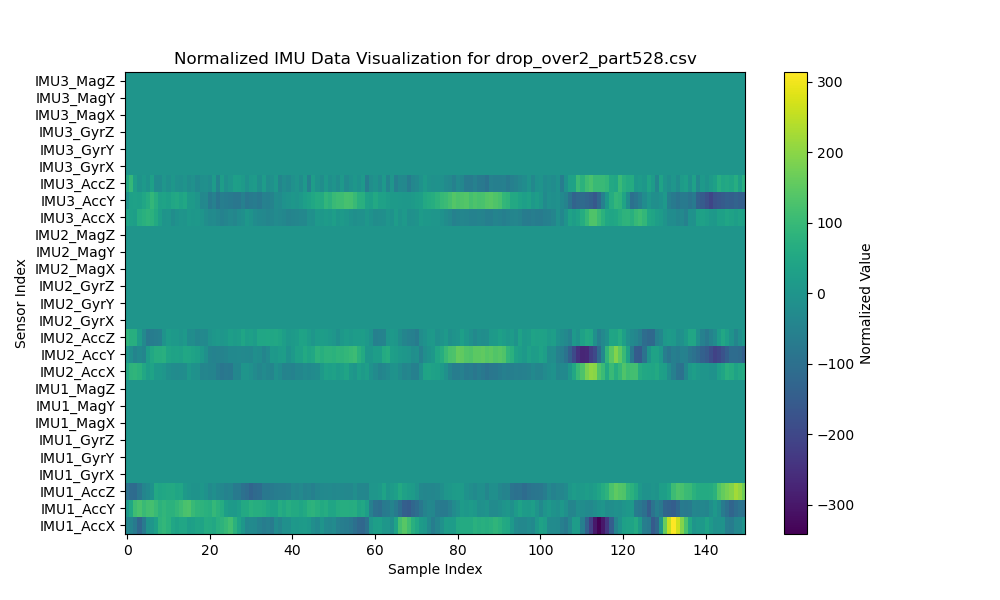 Normalized IMU Data Visualization for drop_over2_part528.csv
IMU3_MagZ
IMU3_MagY
IMU3_MagX
IMU3_GyrZ
IMU3_GyrY
IMU3_GyrX
IMU3_AccZ
IMU3_AccY
IMU3_AccX
IMU2_MagZ
IMU2_MagY
IMU2_MagX
IMU2_GyrZ
IMU2_GyrY
IMU2_GyrX
IMU2_AccZ
IMU2_AccY
IMU2_AccX
IMU1_MagZ
IMU1_MagY
IMU1_MagX
IMU1_GyrZ
IMU1_GyrY
IMU1_GyrX
IMU1_AccZ
IMU1_AccY
IMU1_AccX
Sensor Index
0 20 40 60 80 100 120 140
Sample Index
300
200
100
0
−100
−200
−300
Normalized Value